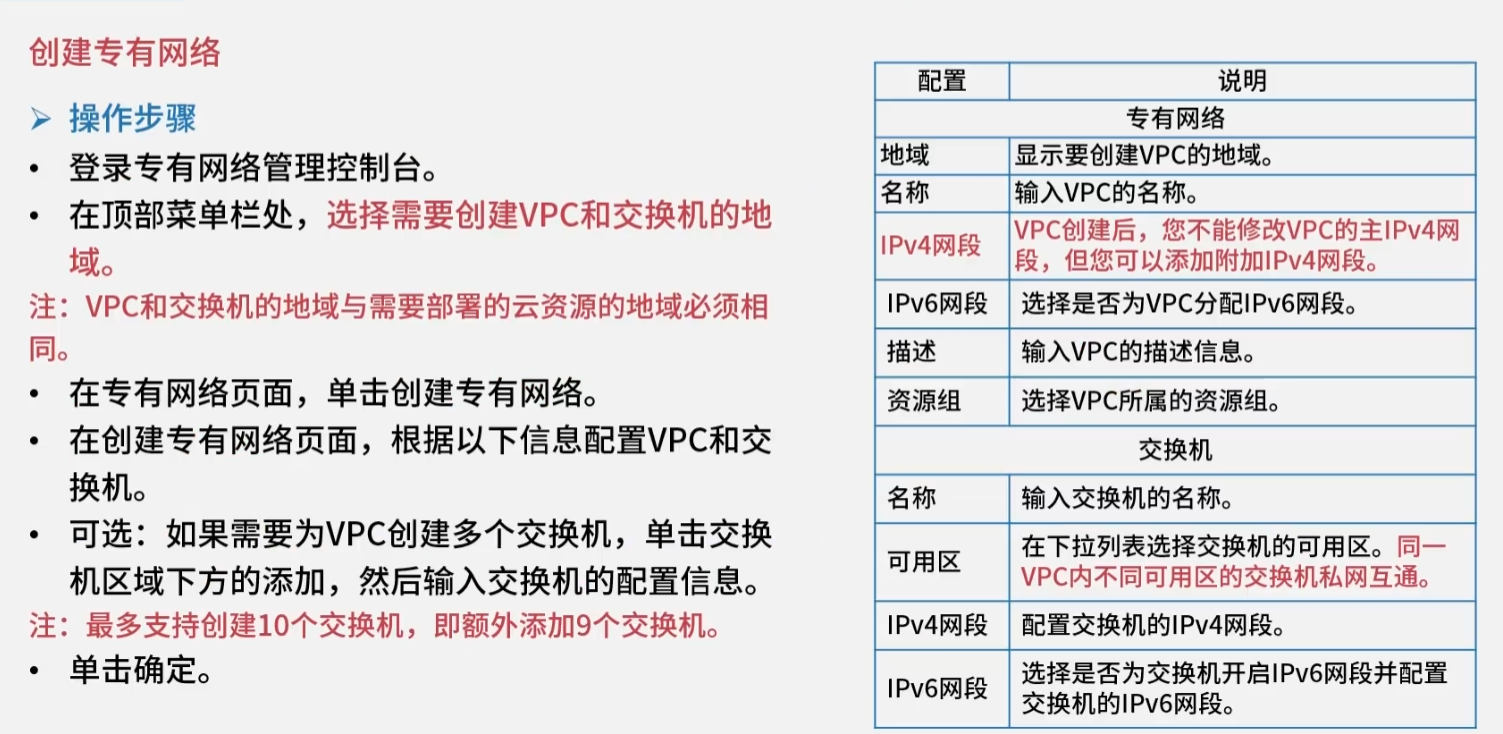 创建专有网络
➢ 操作步骤
• 登录专有网络管理控制台。
• 在顶部菜单栏处，选择需要创建VPC和交换机的地
域。
注：VPC和交换机的地域与需要部署的云资源的地域必须相
同。
• 在专有网络页面，单击创建专有网络。
• 在创建专有网络页面，根据以下信息配置VPC和交
换机。
• 可选：如果需要为VPC创建多个交换机，单击交换
机区域下方的添加，然后输入交换机的配置信息。
注：最多支持创建10个交换机，即额外添加9个交换机。
• 单击确定。
配置 说明
专有网络
地域 显示要创建VPC的地域。
名称 输入VPC的名称。
IPv4网段 VPC创建后，您不能修改VPC的主IPv4网
段，但您可以添加附加IPv4网段。
IPv6网段 选择是否为VPC分配IPv6网段。
描述 输入VPC的描述信息。
资源组 选择VPC所属的资源组。
交换机
名称 输入交换机的名称。
可用区 在下拉列表选择交换机的可用区。同一
VPC内不同可用区的交换机私网互通。
IPv4网段 配置交换机的IPv4网段。
IPv6网段 选择是否为交换机开启IPv6网段并配置
交换机的IPv6网段。